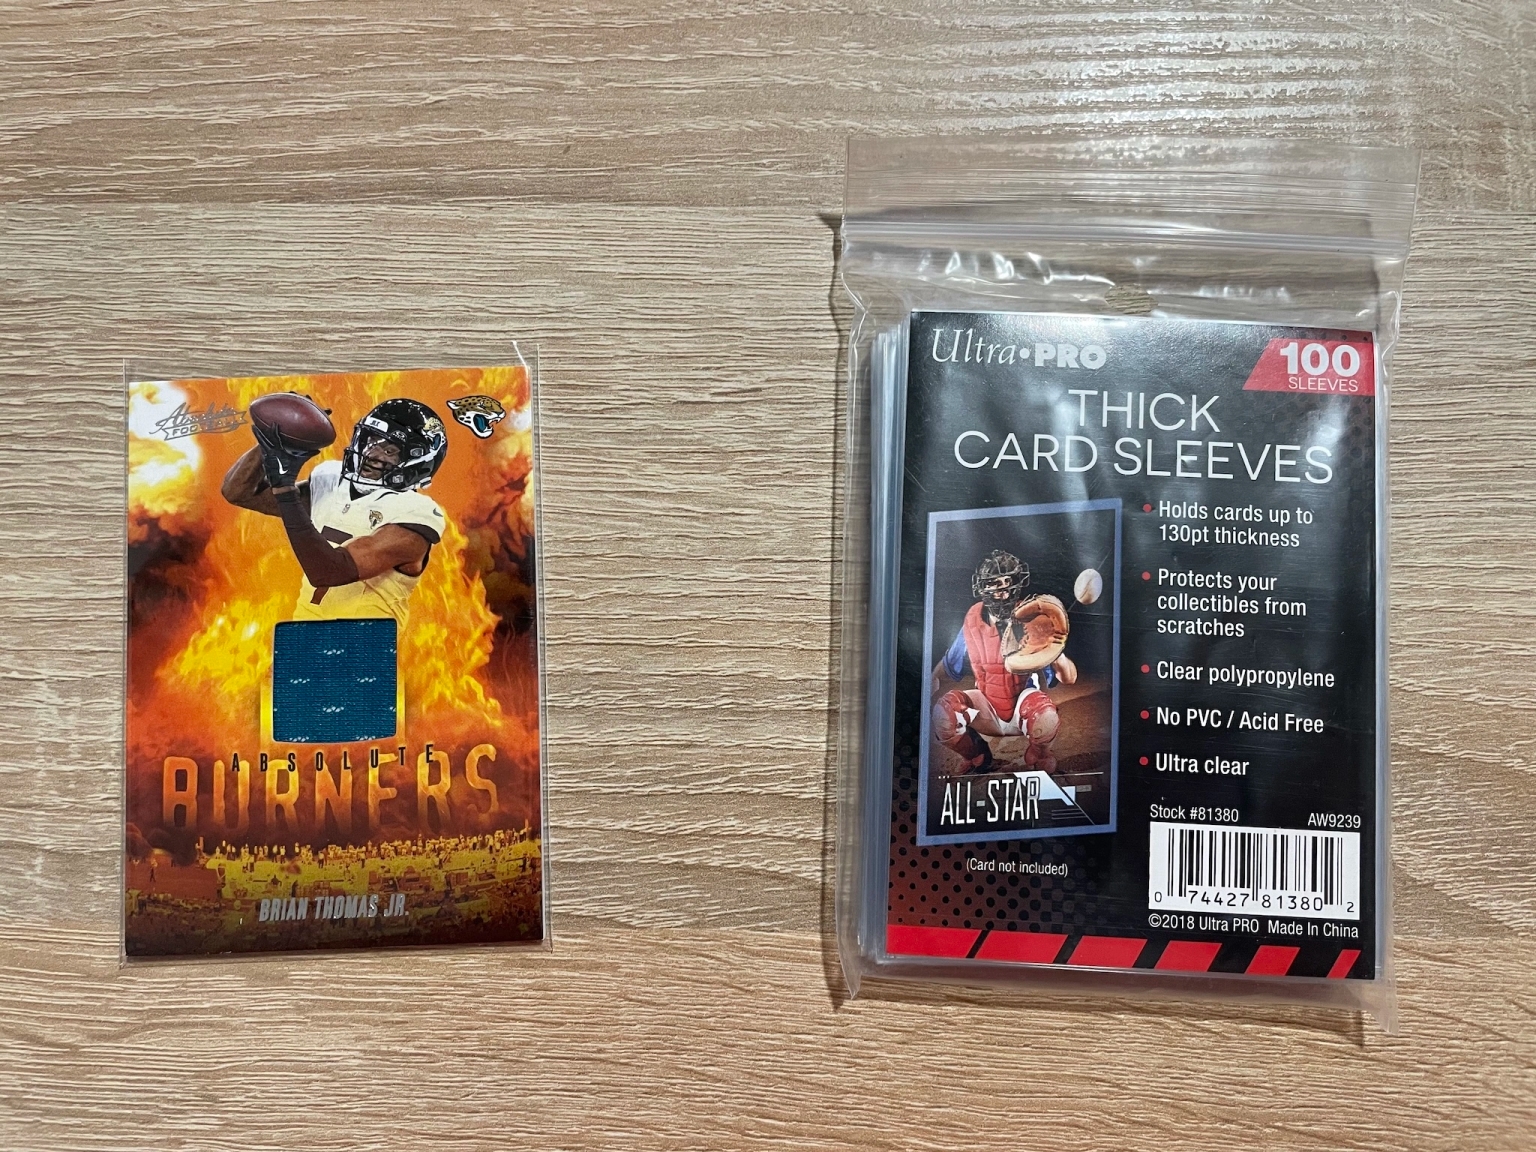 Absolute
FOOTBALL
ABSOLUTE
BURNERS
BRIAN THOMAS JR.
Ultra·PRO
100
SLEEVES
THICK
CARD SLEEVES
• Holds cards up to
130pt thickness
• Protects your
collectibles from
scratches
• Clear polypropylene
• No PVC / Acid Free
• Ultra clear
ALL-STAR
(Card not included)
Stock #81380 AW9239
0 74427 81380 2
©2018 Ultra PRO Made In China